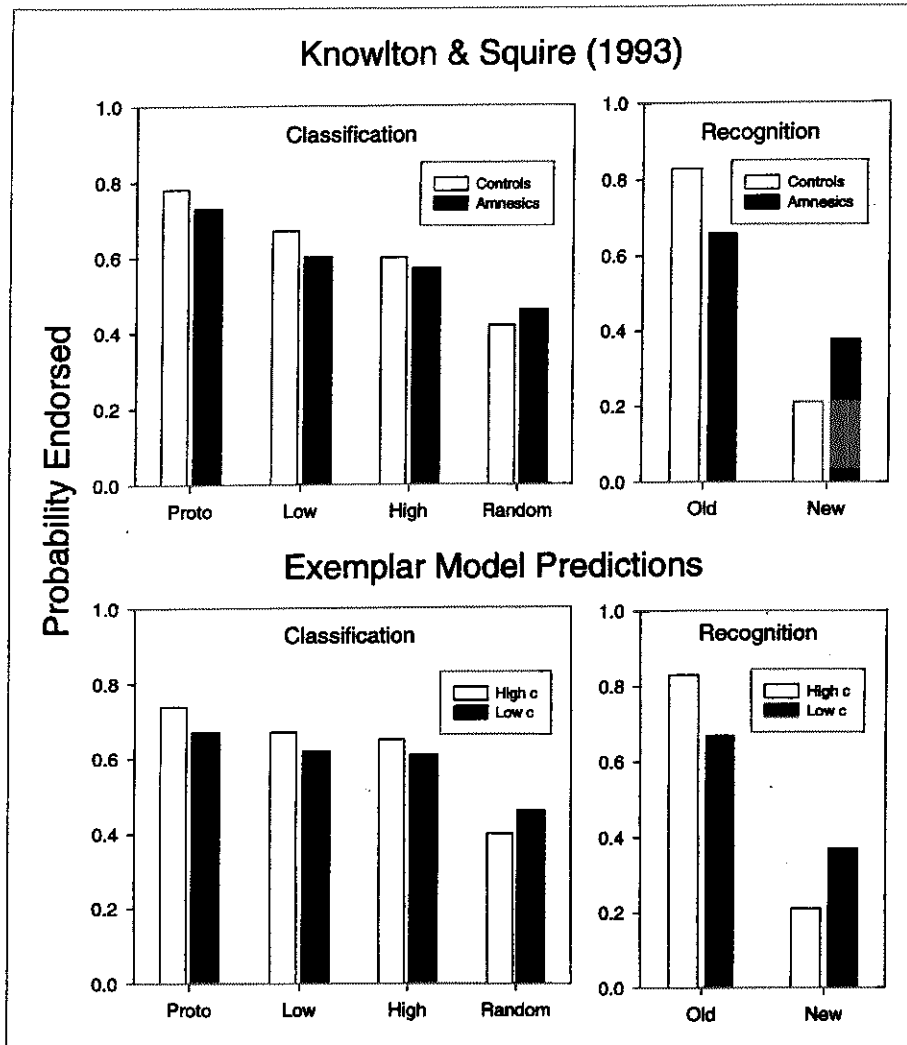 Knowlton & Squire (1993)
Probability Endorsed
Classification
Controls
Amnesics
1.0
0.8
0.6
0.4
0.2
0.0
Proto Low High Random
Recognition
Controls
Amnesics
1.0
0.8
0.6
0.4
0.2
0.0
Old New
Exemplar Model Predictions
Classification
High c
Low c
1.0
0.8
0.6
0.4
0.2
0.0
Proto Low High Random
Recognition
High c
Low c
1.0
0.8
0.6
0.4
0.2
0.0
Old New